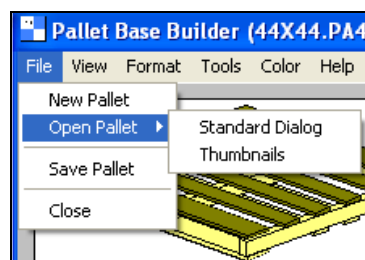 Pallet Base Builder (44X44.PA4
File View Format Tools Color Help
New Pallet
Open Pallet
Standard Dialog
Thumbnails
Save Pallet
Close